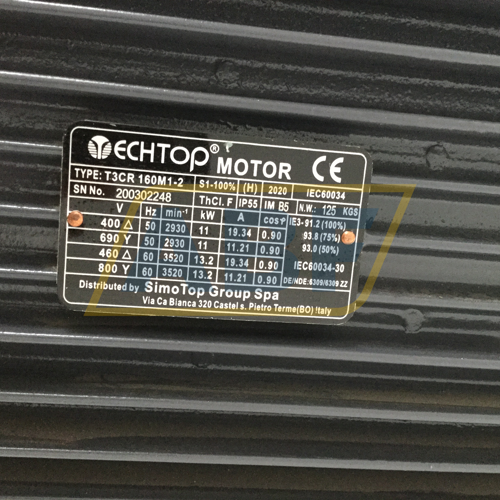 TECHTOP® MOTOR CE
TYPE: T3CR 160M1-2 S1-100% (H) 2020 IEC60034
SN No. 200302248 ThCl. F IP55 IM B5 N.W.: 125 KGS
V Hz min⁻¹ kW A cosφ IE3-91.2 (100%)
400 △ 50 2930 11 19.34 0.90 93.8 (75%)
690 Y 50 2930 11 11.21 0.90 93.0 (50%)
460 △ 60 3520 13.2 19.34 0.90 IEC60034-30
800 Y 60 3520 13.2 11.21 0.90 DE/NDE:6309/6309 ZZ
Distributed by SimoTop Group Spa
Via Ca Bianca 320 Castel s. Pietro Terme(BO) Italy